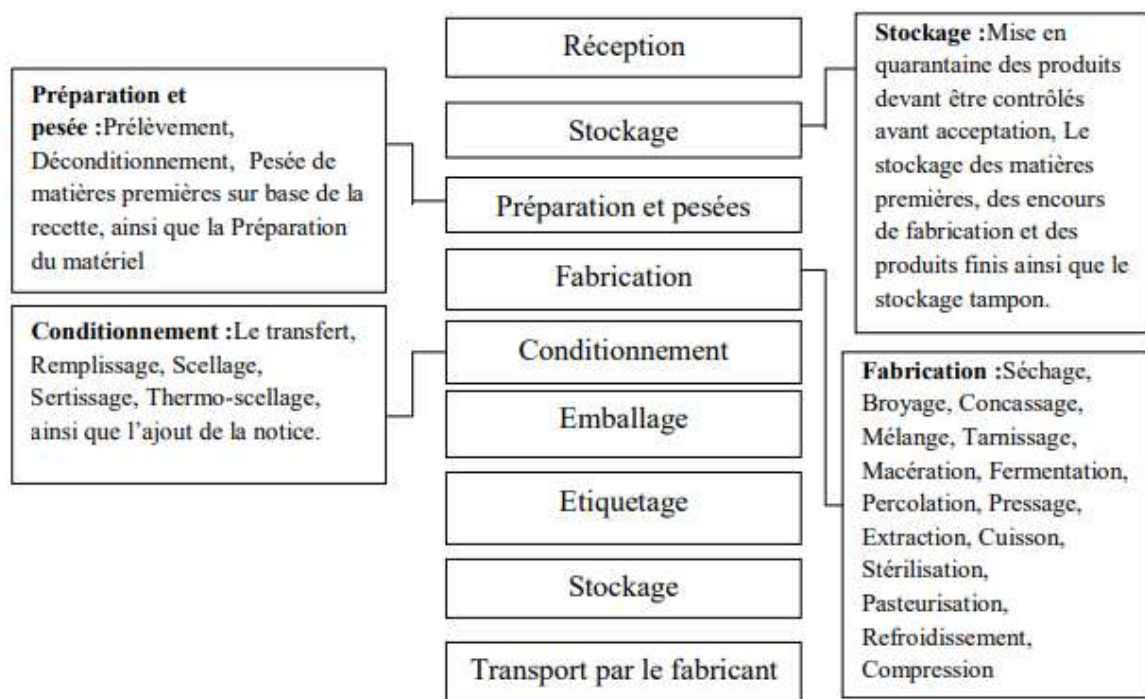 Réception
Stockage
Préparation et pesées
Fabrication
Conditionnement
Emballage
Etiquetage
Stockage
Transport par le fabricant
Préparation et
pesée :Prélèvement,
Déconditionnement, Pesée de
matières premières sur base de la
recette, ainsi que la Préparation
du matériel
Conditionnement :Le transfert,
Remplissage, Scellage,
Sertissage, Thermo-scellage,
ainsi que l’ajout de la notice.
Stockage :Mise en
quarantaine des produits
devant être contrôlés
avant acceptation, Le
stockage des matières
premières, des encours
de fabrication et des
produits finis ainsi que le
stockage tampon.
Fabrication :Séchage,
Broyage, Concassage,
Mélange, Tarnissage,
Macération, Fermentation,
Percolation, Pressage,
Extraction, Cuisson,
Stérilisation,
Pasteurisation,
Refroidissement,
Compression